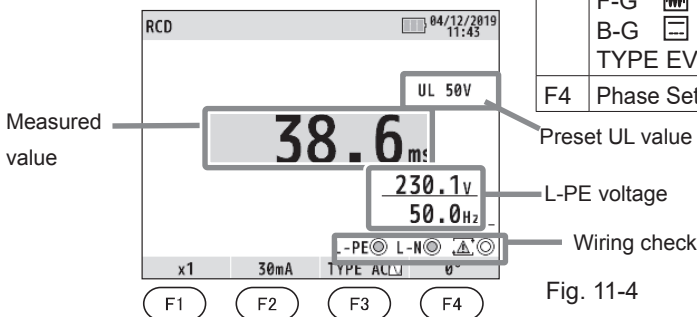 F-G
B-G
TYPE EV
F4 Phase Set
RCD
04/12/2019
11:43
UL 50V
Measured
value
38.6ms
Preset UL value
230.1V
L-PE voltage
50.0Hz
L-PE L-N
Wiring check
x1 30mA TYPE AC 0°
F1 F2 F3 F4
Fig. 11-4